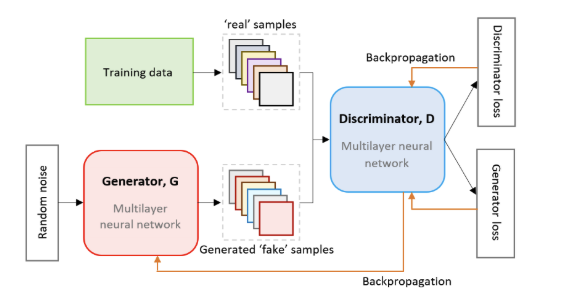 'real' samples
Training data
Backpropagation
Discriminator loss
Discriminator, D
Multilayer neural
network
Random noise
Generator, G
Multilayer
neural network
Generated 'fake' samples
Generator loss
Backpropagation